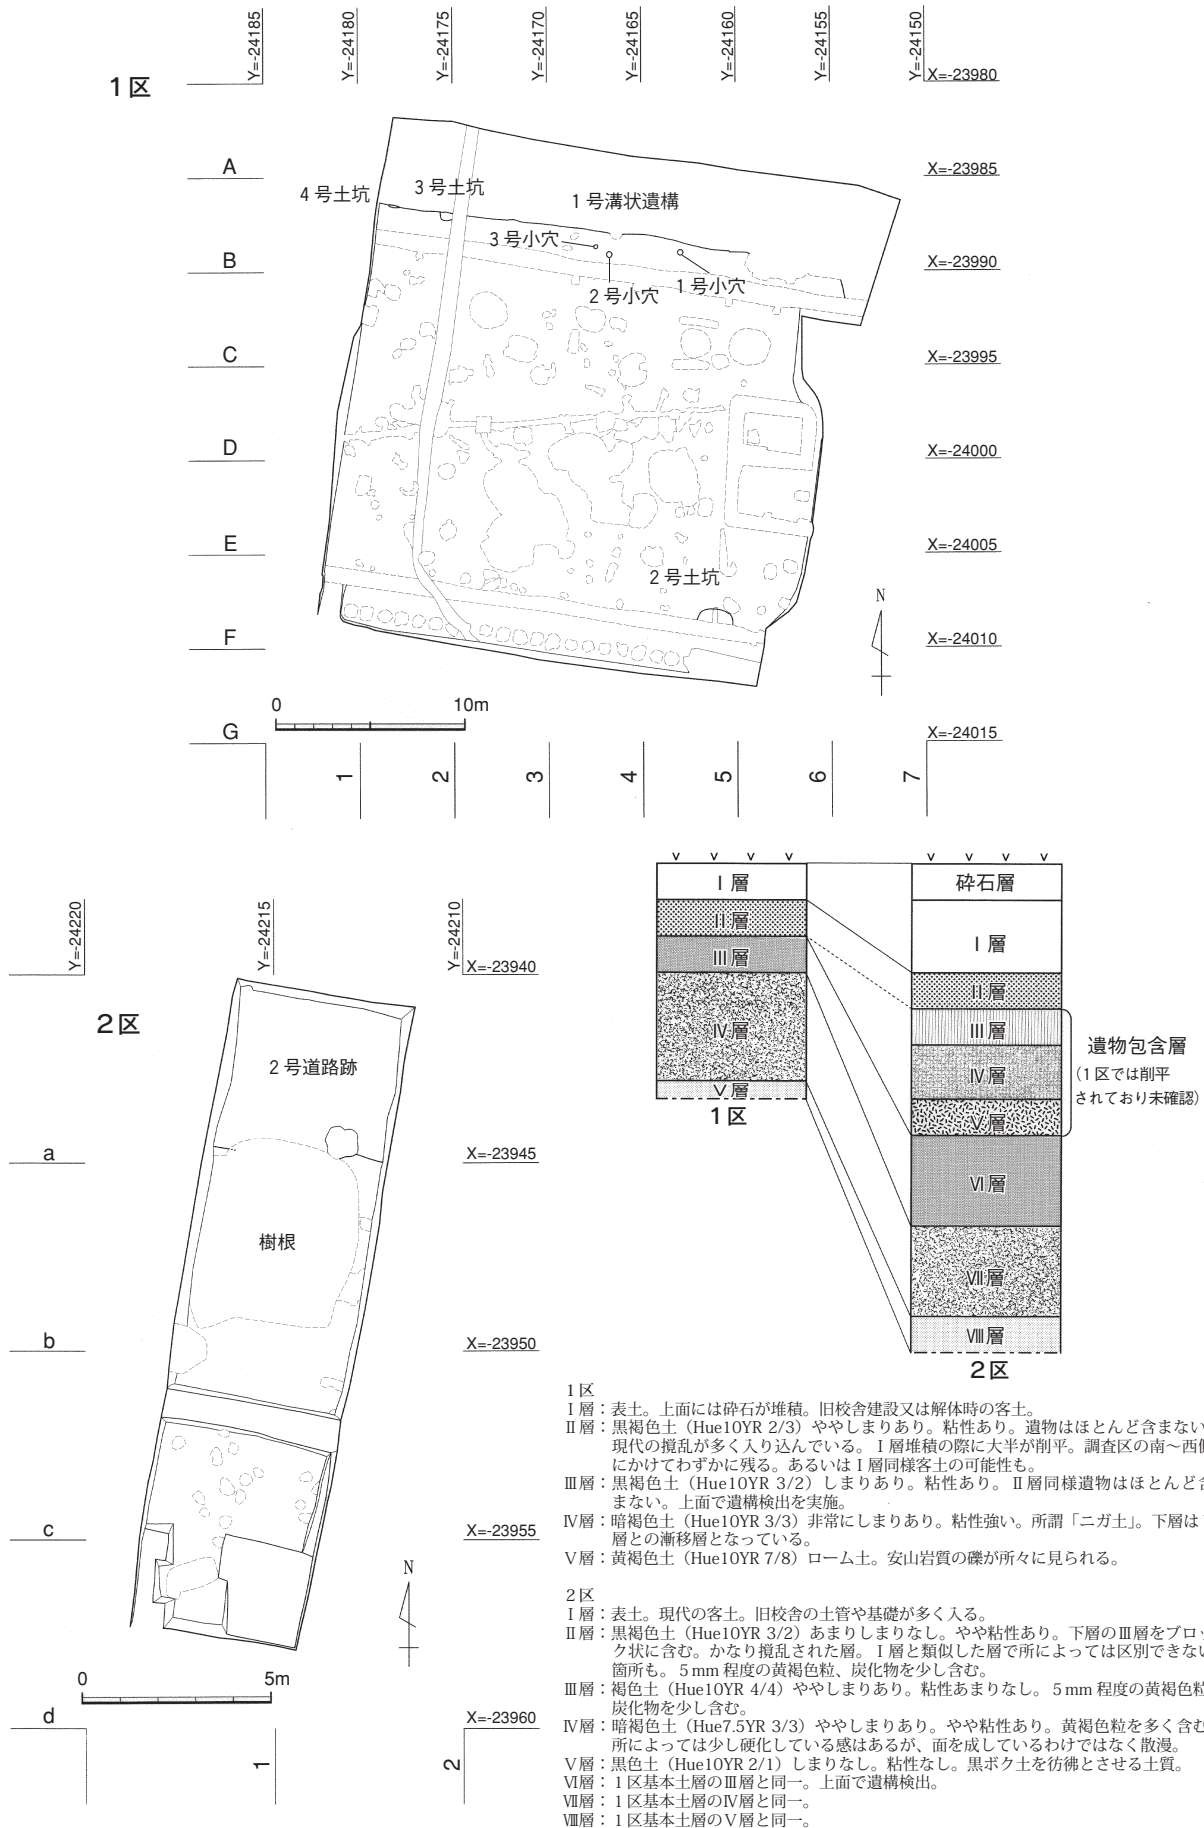 Y=-24185
Y=-24180
Y=-24175
Y=-24170
Y=-24165
Y=-24160
Y=-24155
Y=-24150
X=-23980
1区
A
X=-23985
4号土坑
3号土坑
1号溝状遺構
3号小穴
B
X=-23990
2号小穴
1号小穴
C
X=-23995
D
X=-24000
E
X=-24005
2号土坑
N
F
X=-24010
0
10m
G
X=-24015
1
2
3
4
5
6
7
Y=-24220
Y=-24215
Y=-24210
X=-23940
2区
2号道路跡
a
X=-23945
樹根
b
X=-23950
c
X=-23955
N
0
5m
d
X=-23960
1
2
Ⅰ層
Ⅱ層
Ⅲ層
Ⅳ層
Ⅴ層
1区
砕石層
Ⅰ層
Ⅱ層
Ⅲ層
Ⅳ層
Ⅴ層
Ⅵ層
Ⅶ層
Ⅷ層
2区
遺物包含層
(1区では削平
されており未確認)
1区
Ⅰ層：表土。上面には砕石が堆積。旧校舎建設又は解体時の客土。
Ⅱ層：黒褐色土（Hue10YR 2/3）ややしまりあり。粘性あり。遺物はほとんど含まない
現代の撹乱が多く入り込んでいる。Ⅰ層堆積の際に大半が削平。調査区の南～西側
にかけてわずかに残る。あるいはⅠ層同様客土の可能性も。
Ⅲ層：黒褐色土（Hue10YR 3/2）しまりあり。粘性あり。Ⅱ層同様遺物はほとんど含
まない。上面で遺構検出を実施。
Ⅳ層：暗褐色土（Hue10YR 3/3）非常にしまりあり。粘性強い。所謂「ニガ土」。下層は
層との漸移層となっている。
Ⅴ層：黄褐色土（Hue10YR 7/8）ローム土。安山岩質の礫が所々に見られる。
2区
Ⅰ層：表土。現代の客土。旧校舎の土管や基礎が多く入る。
Ⅱ層：黒褐色土（Hue10YR 3/2）あまりしまりなし。やや粘性あり。下層のⅢ層をブロッ
ク状に含む。かなり撹乱された層。Ⅰ層と類似した層で所によっては区別できない
箇所も。5mm 程度の黄褐色粒、炭化物を少し含む。
Ⅲ層：褐色土（Hue10YR 4/4）ややしまりあり。粘性あまりなし。5mm 程度の黄褐色粒
炭化物を少し含む。
Ⅳ層：暗褐色土（Hue7.5YR 3/3）ややしまりあり。やや粘性あり。黄褐色粒を多く含む
所によっては少し硬化している感はあるが、面を成しているわけではなく散漫。
Ⅴ層：黒色土（Hue10YR 2/1）しまりなし。粘性なし。黒ボク土を彷彿とさせる土質。
Ⅵ層：1区基本土層のⅢ層と同一。上面で遺構検出。
Ⅶ層：1区基本土層のⅣ層と同一。
Ⅷ層：1区基本土層のⅤ層と同一。